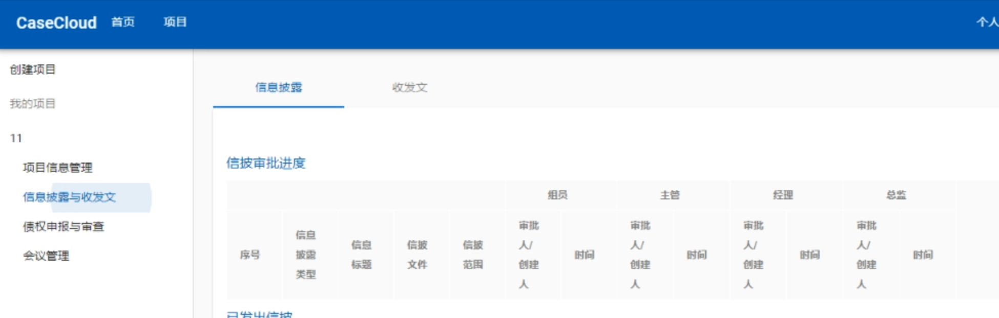 CaseCloud 首页 项目 个人
创建项目
我的项目
11
项目信息管理
信息披露与收发文
债权申报与审查
会议管理
信息披露 收发文
信披审批进度
组员 主管 经理 总监
序号
信息
披露
类型
信息
标题
信披
文件
信披
范围
审批
人/
创建
人
时间
审批
人/
创建
人
时间
审批
人/
创建
人
时间
审批
人/
创建
人
时间
已发出信披